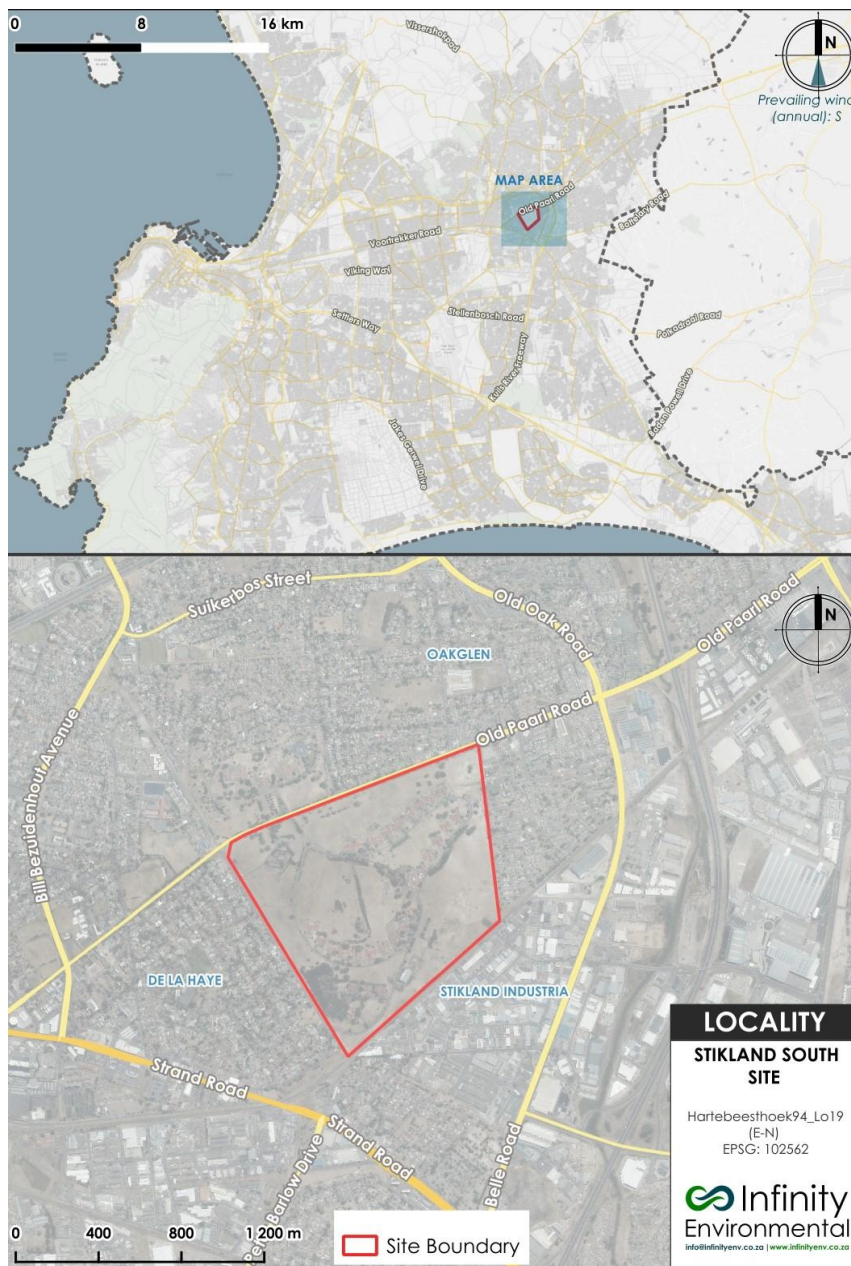 0 8 16 km
Vissershok Road
N
Prevailing wind
(annual): S
MAP AREA
Old Paarl Road
Bottelary Road
Voortrekker Road
Viking Way
Settlers Way
Stellenbosch Road
Polkadraai Road
Kuils River Freeway
Baden Powell Drive
Jakes Gerwel Drive
Suikerbos Street
Old Oak Road
Old Paarl Road
N
OAKGLEN
Old Paarl Road
Bill Bezuidenhout Avenue
DE LA HAYE
STIKLAND INDUSTRIA
Strand Road
Strand Road
Barlow Drive
Belle Road
LOCALITY
STIKLAND SOUTH
SITE
Hartebeesthoek94_Lo19
(E-N)
EPSG: 102562
Infinity
Environmental
info@infinityenv.co.za | www.infinityenv.co.za
0 400 800 1 200 m
Site Boundary